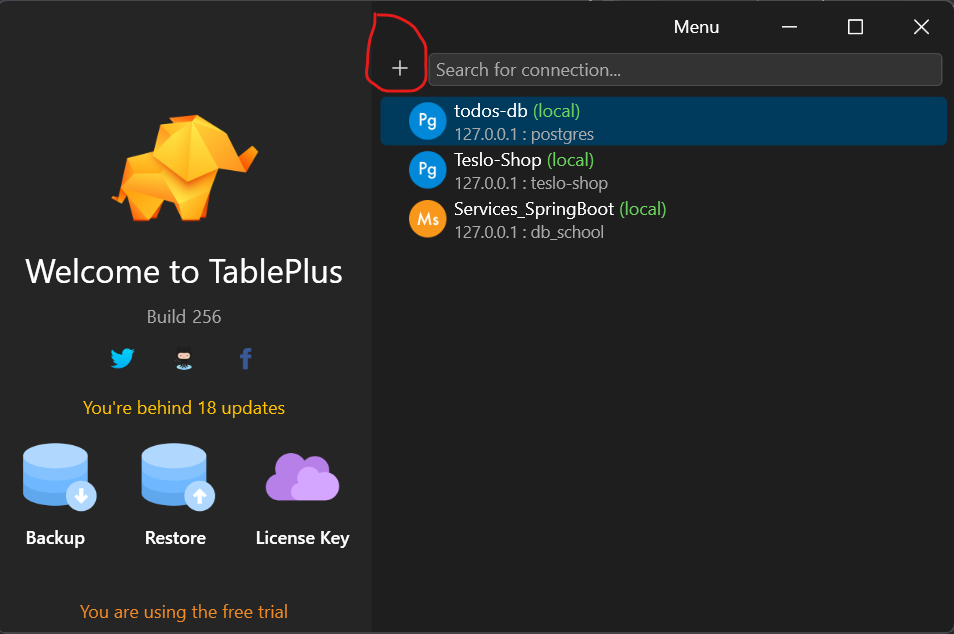 Menu
Search for connection...
Pg
todos-db (local)
127.0.0.1 : postgres
Pg
Teslo-Shop (local)
127.0.0.1 : teslo-shop
Ms
Services_SpringBoot (local)
127.0.0.1 : db_school
Welcome to TablePlus
Build 256
You're behind 18 updates
Backup
Restore
License Key
You are using the free trial